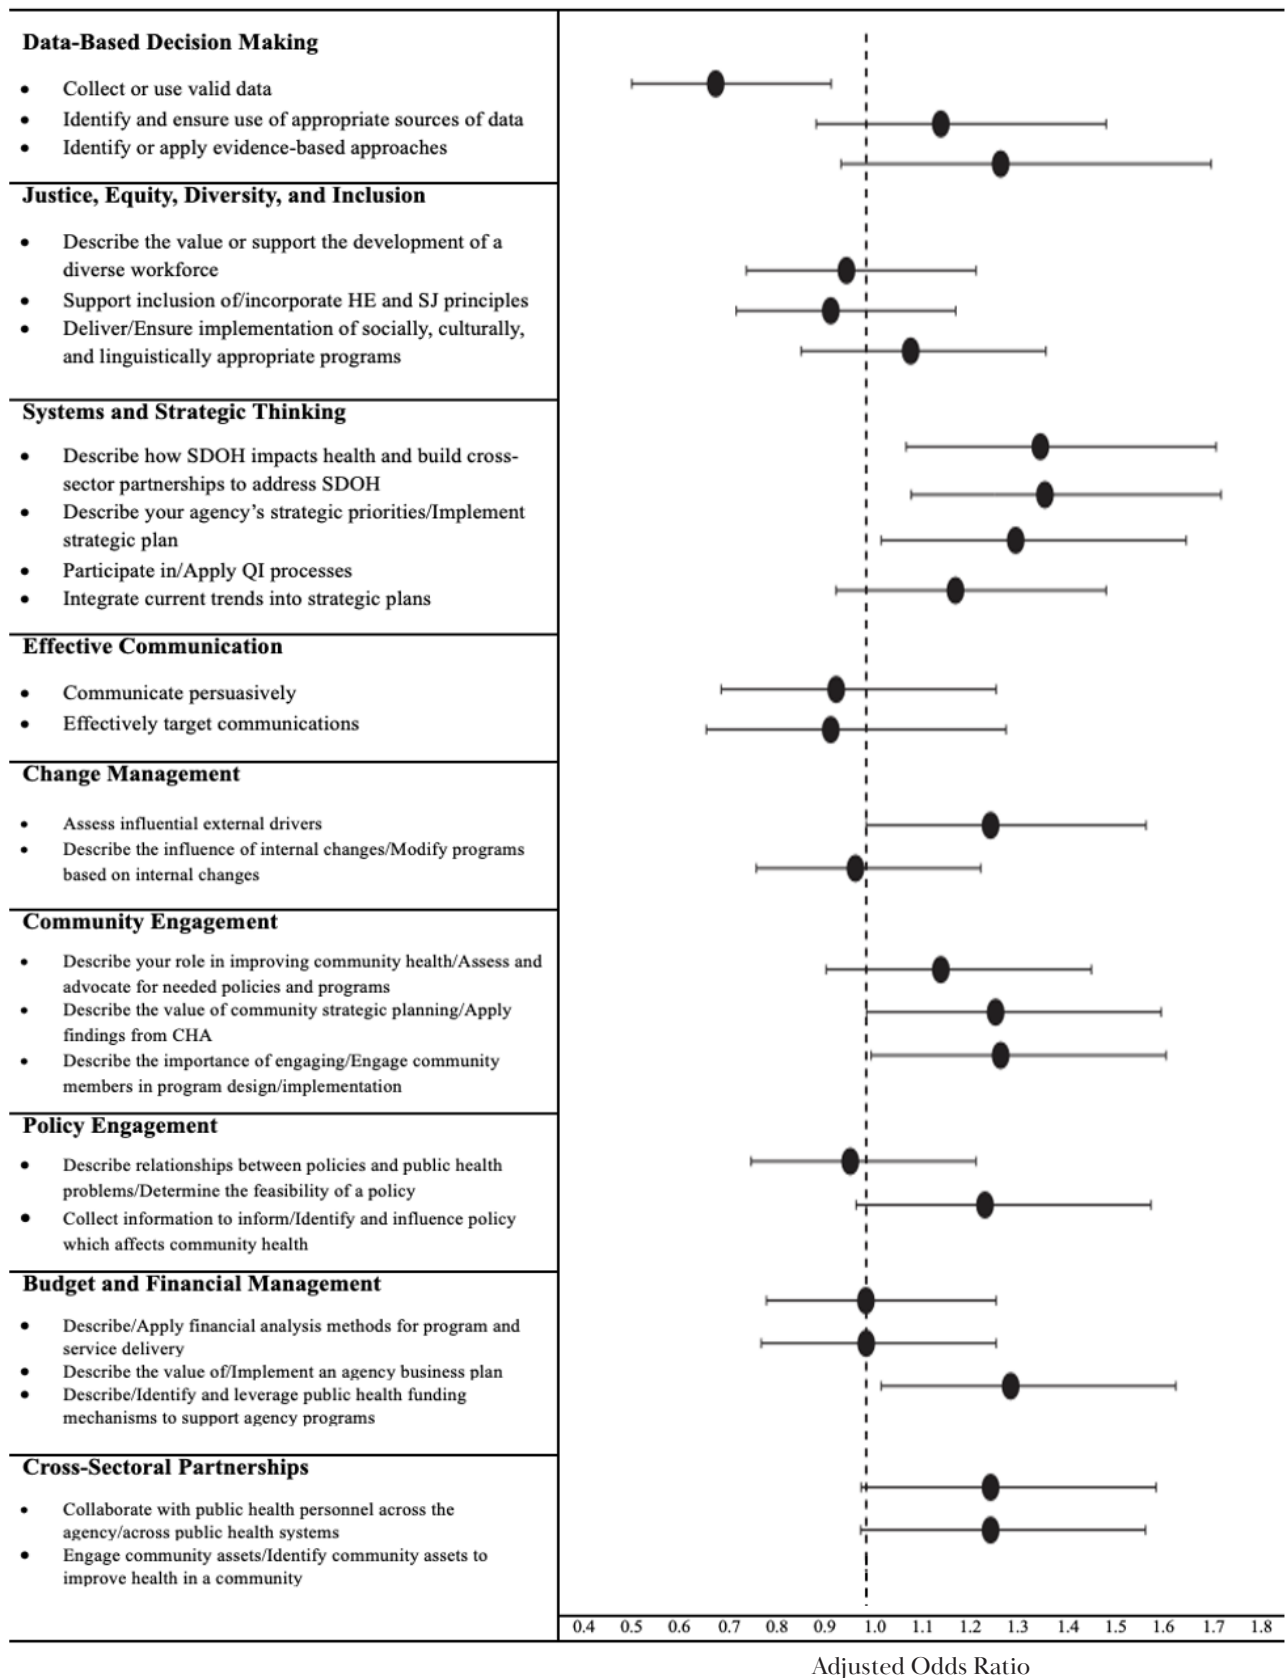 Data-Based Decision Making
• Collect or use valid data
• Identify and ensure use of appropriate sources of data
• Identify or apply evidence-based approaches
Justice, Equity, Diversity, and Inclusion
• Describe the value or support the development of a
diverse workforce
• Support inclusion of/incorporate HE and SJ principles
• Deliver/Ensure implementation of socially, culturally,
and linguistically appropriate programs
Systems and Strategic Thinking
• Describe how SDOH impacts health and build cross-
sector partnerships to address SDOH
• Describe your agency’s strategic priorities/Implement
strategic plan
• Participate in/Apply QI processes
• Integrate current trends into strategic plans
Effective Communication
• Communicate persuasively
• Effectively target communications
Change Management
• Assess influential external drivers
• Describe the influence of internal changes/Modify programs
based on internal changes
Community Engagement
• Describe your role in improving community health/Assess and
advocate for needed policies and programs
• Describe the value of community strategic planning/Apply
findings from CHA
• Describe the importance of engaging/Engage community
members in program design/implementation
Policy Engagement
• Describe relationships between policies and public health
problems/Determine the feasibility of a policy
• Collect information to inform/Identify and influence policy
which affects community health
Budget and Financial Management
• Describe/Apply financial analysis methods for program and
service delivery
• Describe the value of/Implement an agency business plan
• Describe/Identify and leverage public health funding
mechanisms to support agency programs
Cross-Sectoral Partnerships
• Collaborate with public health personnel across the
agency/across public health systems
• Engage community assets/Identify community assets to
improve health in a community
0.4 0.5 0.6 0.7 0.9 1.0 1.2 1.3 1.4 1.5 1.6 1.7 1.8
Adjusted Odds Ratio